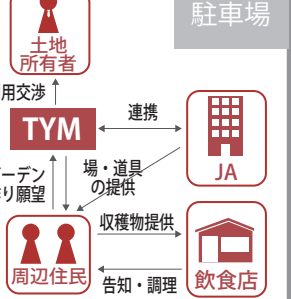 駐車場
土地
所有者
用交渉
TYM
連携
JA
ーデン
り願望
場・道具
の提供
収穫物提供
周辺住民
告知・調理
飲食店